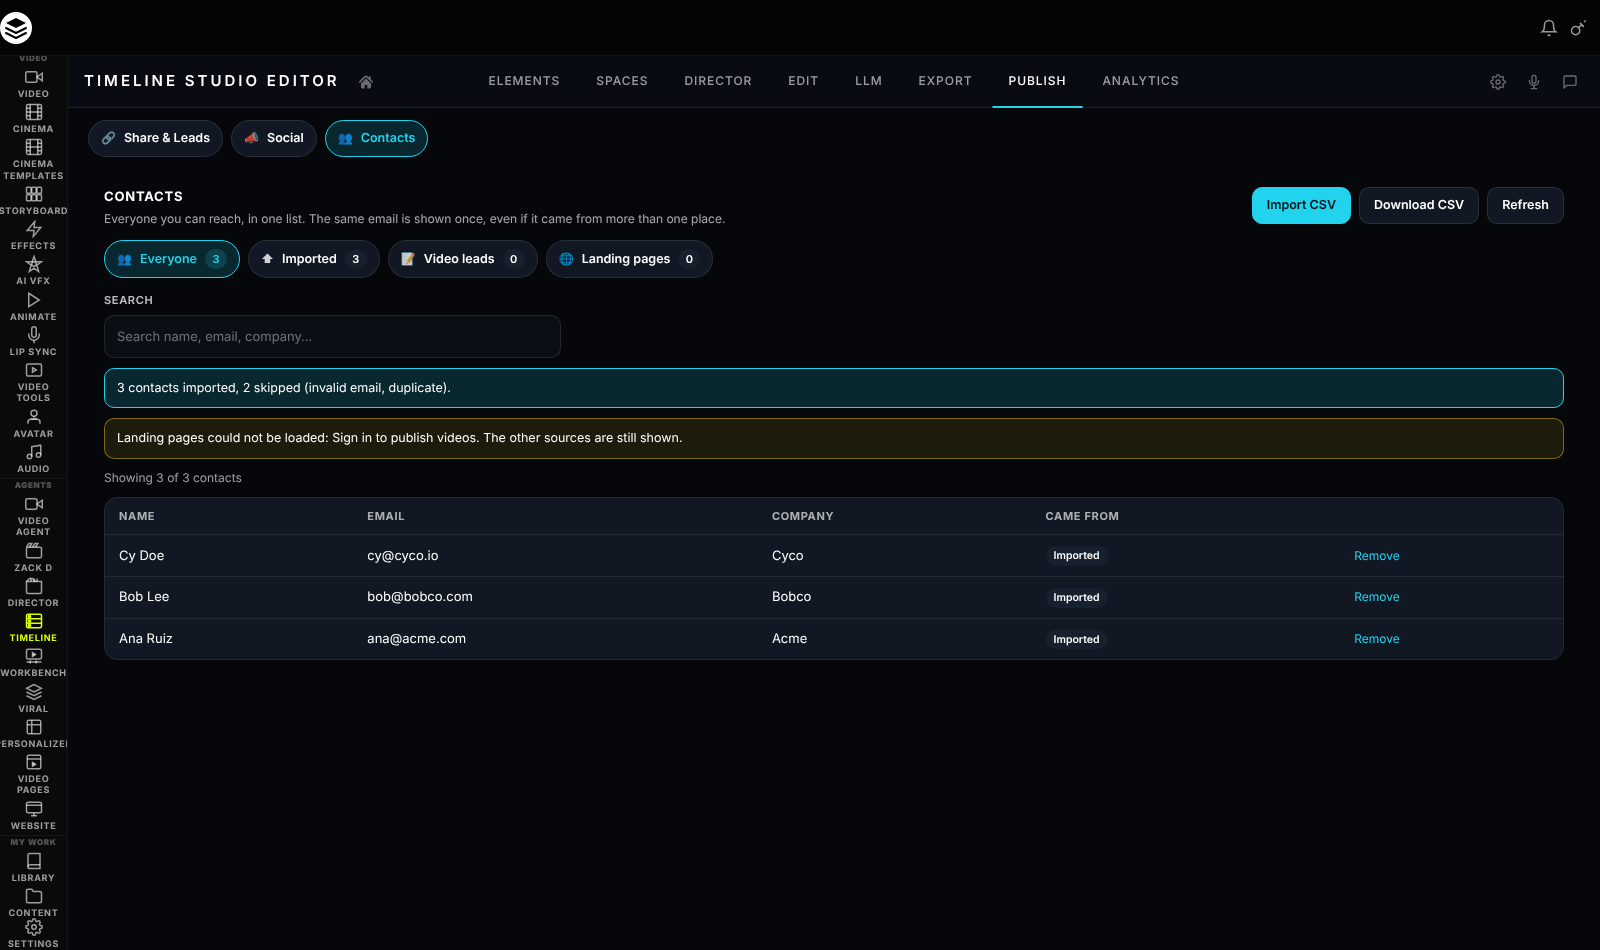 TIMELINE STUDIO EDITOR
ELEMENTS
SPACES
DIRECTOR
EDIT
LLM
EXPORT
PUBLISH
ANALYTICS
VIDEO
VIDEO
CINEMA
CINEMA
TEMPLATES
STORYBOARD
EFFECTS
AI VFX
ANIMATE
LIP SYNC
VIDEO
TOOLS
AVATAR
AUDIO
AGENTS
VIDEO
AGENT
ZACK D
DIRECTOR
TIMELINE
WORKBENCH
VIRAL
PERSONALIZE
VIDEO
PAGES
WEBSITE
MY WORK
LIBRARY
CONTENT
SETTINGS
Share & Leads
Social
Contacts
CONTACTS
Everyone you can reach, in one list. The same email is shown once, even if it came from more than one place.
Import CSV
Download CSV
Refresh
Everyone 3
Imported 3
Video leads 0
Landing pages 0
SEARCH
Search name, email, company...
3 contacts imported, 2 skipped (invalid email, duplicate).
Landing pages could not be loaded: Sign in to publish videos. The other sources are still shown.
Showing 3 of 3 contacts
NAME EMAIL COMPANY CAME FROM
Cy Doe cy@cyco.io Cyco Imported Remove
Bob Lee bob@bobco.com Bobco Imported Remove
Ana Ruiz ana@acme.com Acme Imported Remove